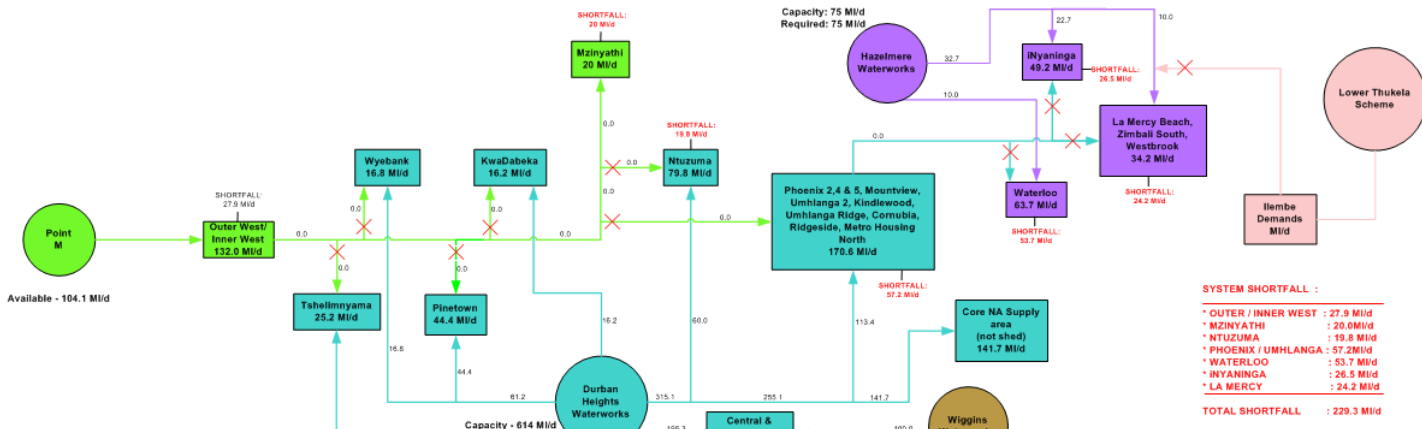 SHORTFALL:
20 Ml/d
Mzinyathi
20 Ml/d
Capacity: 75 Ml/d
Required: 75 Ml/d
Hazelmere
Waterworks
32.7
10.0
22.7
10.0
iNyaninga
49.2 Ml/d
SHORTFALL:
26.5 Ml/d
Lower Thukela
Scheme
La Mercy Beach,
Zimbali South,
Westbrook
34.2 Ml/d
SHORTFALL:
24.2 Ml/d
Waterloo
63.7 Ml/d
SHORTFALL:
53.7 Ml/d
Ilembe
Demands
Ml/d
0.0
0.0
0.0
SHORTFALL:
19.8 Ml/d
Ntuzuma
79.8 Ml/d
0.0
Wyebank
16.8 Ml/d
KwaDabeka
16.2 Ml/d
Phoenix 2,4 & 5, Mountview,
Umhlanga 2, Kindlewood,
Umhlanga Ridge, Cornubia,
Ridgeside, Metro Housing
North
170.6 Ml/d
SHORTFALL:
57.2 Ml/d
0.0
0.0
0.0
0.0
Point
M
Available - 104.1 Ml/d
SHORTFALL:
27.9 Ml/d
Outer West/
Inner West
132.0 Ml/d
0.0
0.0
0.0
Tshelimnyama
25.2 Ml/d
Pinetown
44.4 Ml/d
16.8
44.4
16.2
60.0
113.4
Core NA Supply
area
(not shed)
141.7 Ml/d
61.2
Durban
Heights
Waterworks
315.1
255.1
141.7
Capacity - 614 Ml/d
Central &
Wiggins
SYSTEM SHORTFALL :
* OUTER / INNER WEST : 27.9 Ml/d
* MZINYATHI : 20.0Ml/d
* NTUZUMA : 19.8 Ml/d
* PHOENIX / UMHLANGA : 57.2Ml/d
* WATERLOO : 53.7 Ml/d
* iNYANINGA : 26.5 Ml/d
* LA MERCY : 24.2 Ml/d
TOTAL SHORTFALL : 229.3 Ml/d